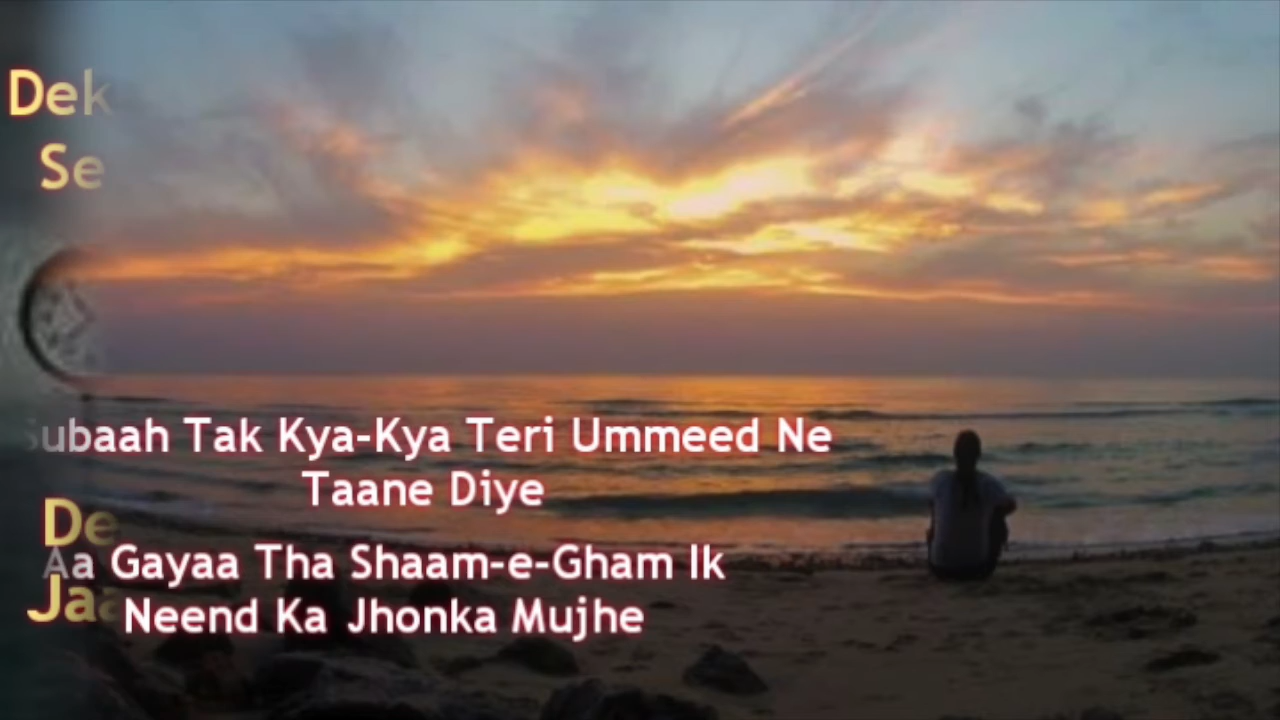 Subaah Tak Kya-Kya Teri Ummeed Ne
Taane Diye
Aa Gayaa Tha Shaam-e-Gham Ik
Neend Ka Jhonka Mujhe